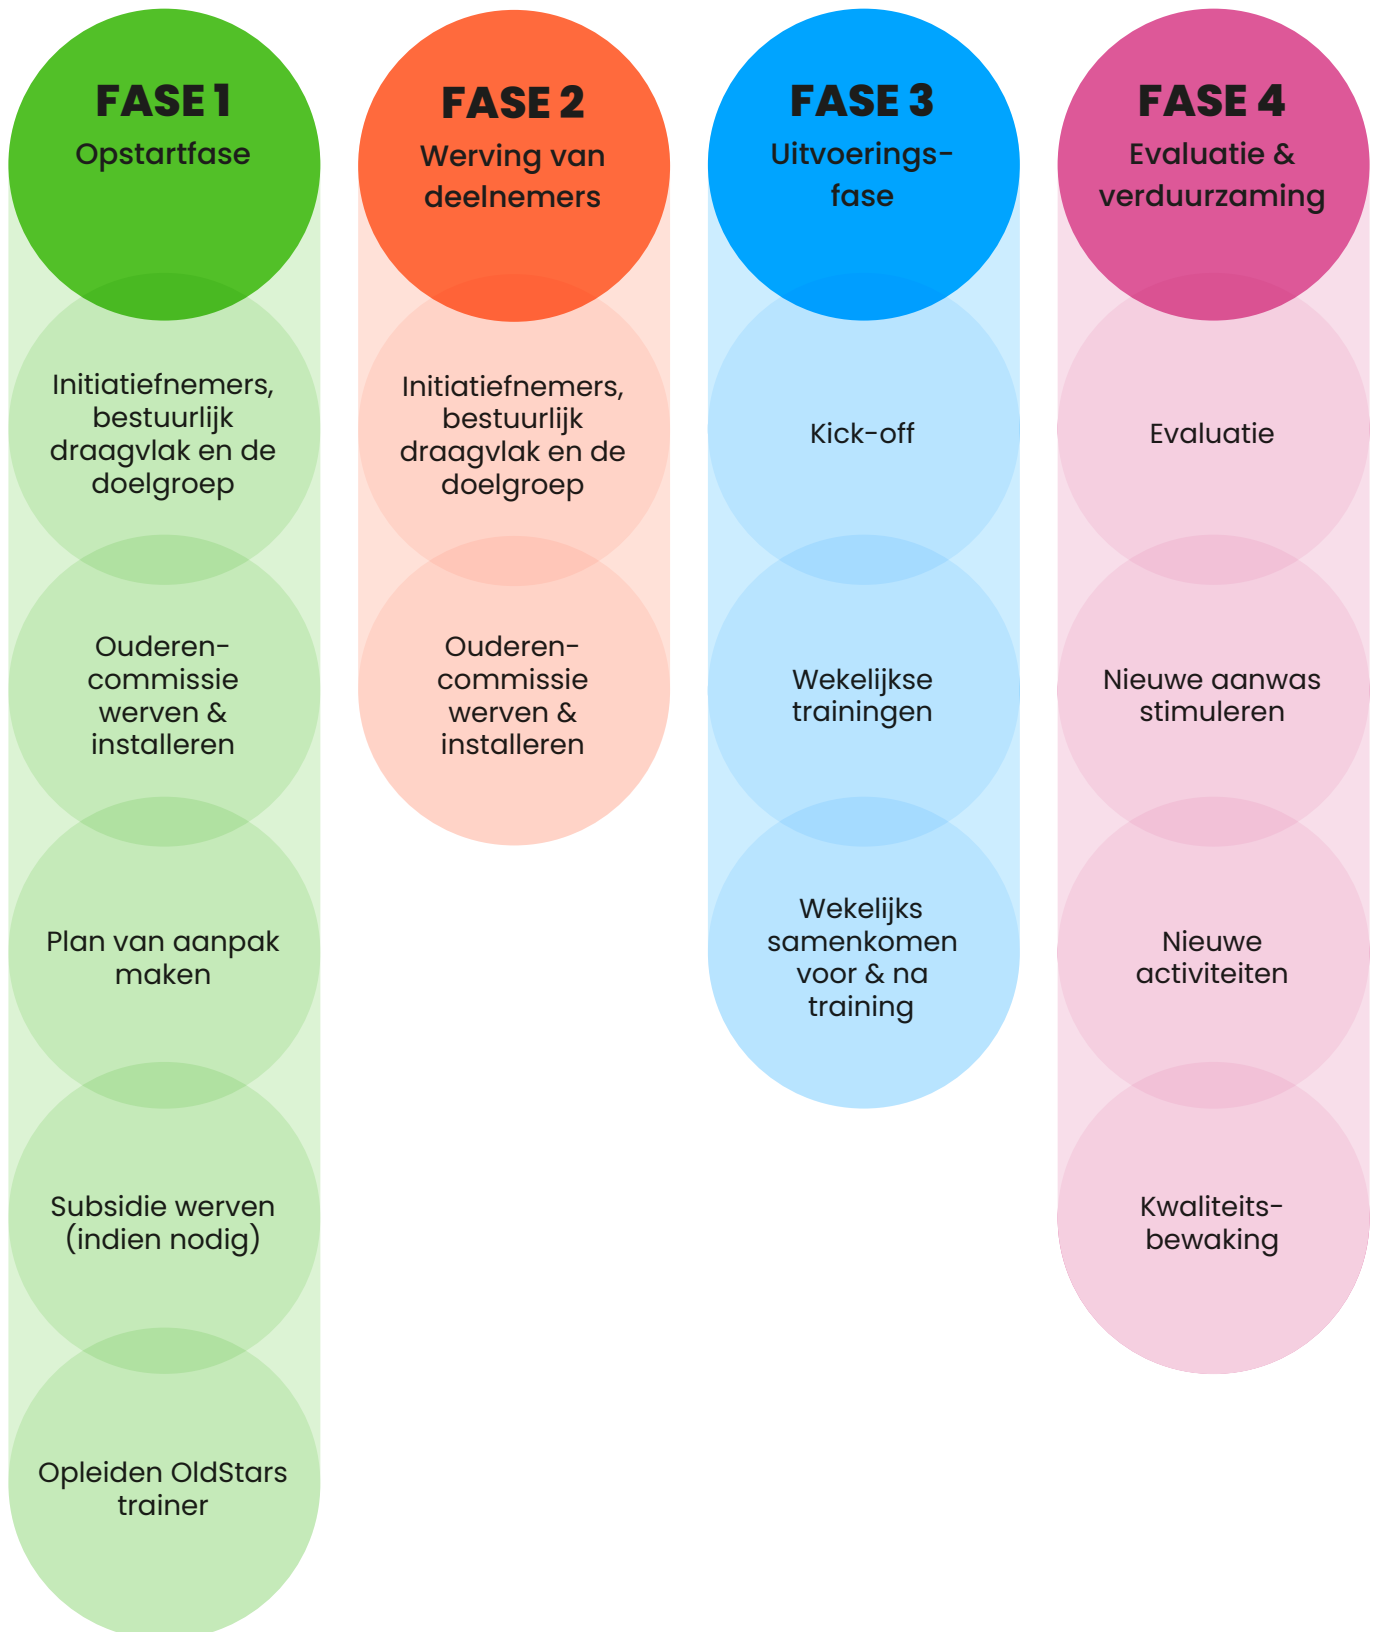 FASE 1
Opstartfase
Initiatiefnemers,
bestuurlijk
draagvlak en de
doelgroep
Ouderen-
commissie
werven &
installeren
Plan van aanpak
maken
Subsidie werven
(indien nodig)
Opleiden OldStars
trainer
FASE 2
Werving van
deelnemers
Initiatiefnemers,
bestuurlijk
draagvlak en de
doelgroep
Ouderen-
commissie
werven &
installeren
FASE 3
Uitvoerings-
fase
Kick-off
Wekelijkse
trainingen
Wekelijks
samenkomen
voor & na
training
FASE 4
Evaluatie &
verduurzaming
Evaluatie
Nieuwe aanwas
stimuleren
Nieuwe
activiteiten
Kwaliteits-
bewaking